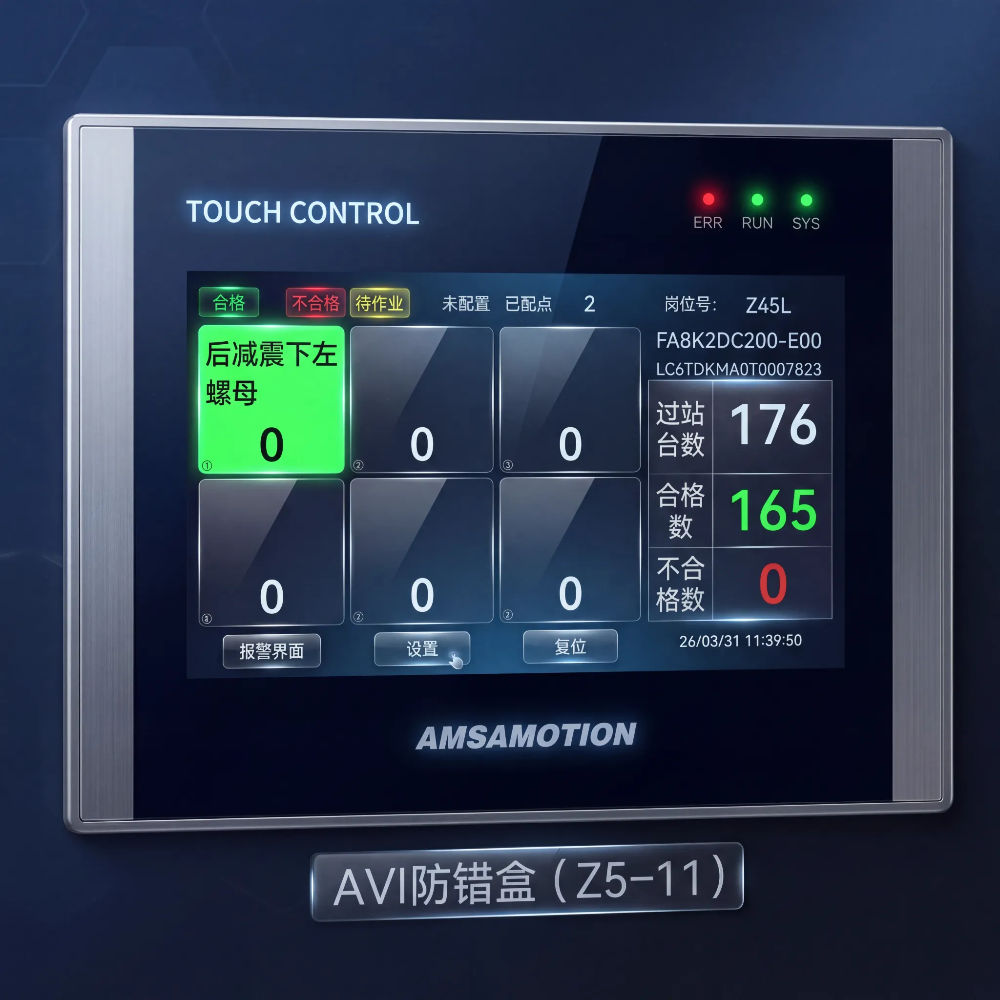 TOUCH CONTROL
ERR RUN SYS
合格 不合格 待作业 未配置 已配点 2 岗位号: Z45L
FA8K2DC200-E00
LC6TDKMA0T0007823
后减震下左
螺母
0
①
0
②
0
③
过站
台数
176
合格
数
165
不合
格数
0
0
0
②
0
②
报警界面 设置 复位
26/03/31 11:39:50
AMSAMOTION
AVI防错盒（Z5-11）